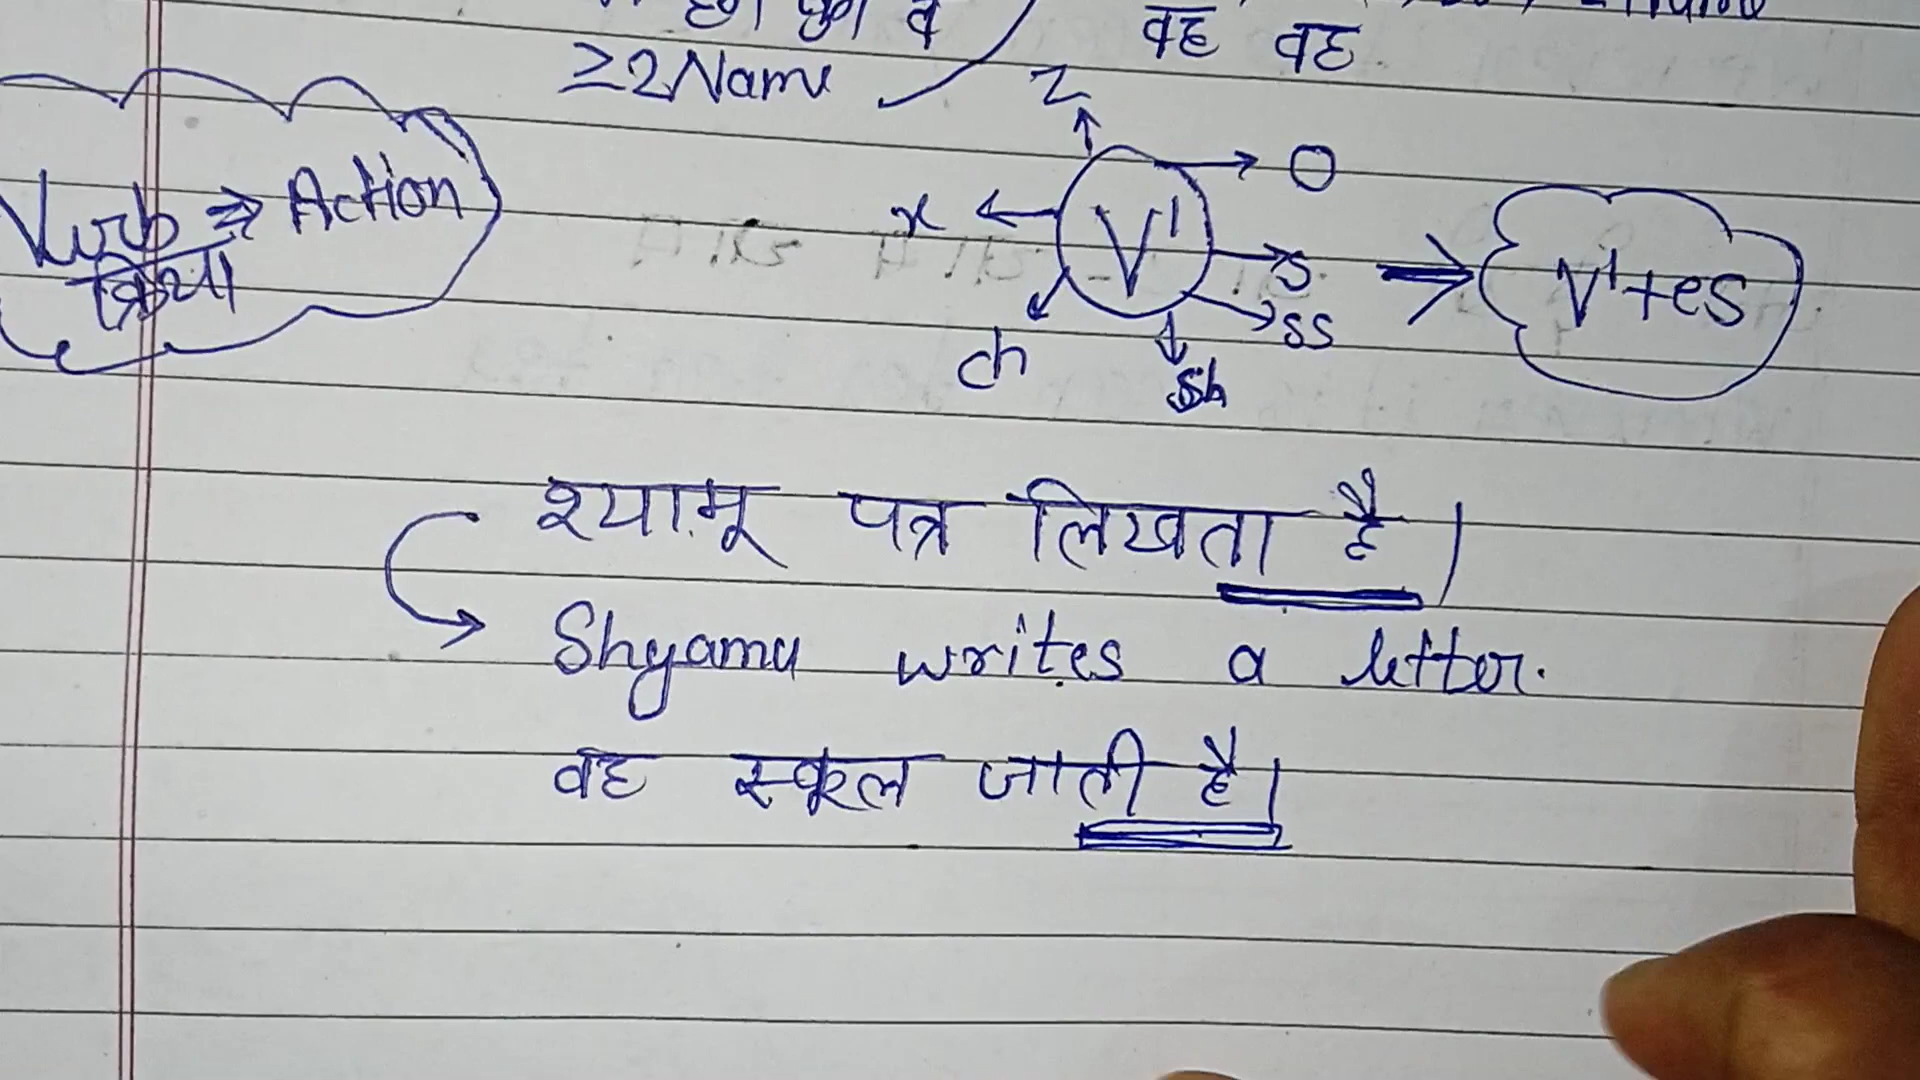 वह वह
≥2 Name
Z
O
Verb ⇒ Action
क्रिया
x ← V¹ → s ⇒ V¹+es
ss
ch
sh
श्यामू पत्र लिखता है।
Shyamu writes a letter.
वह स्कूल जाती है।